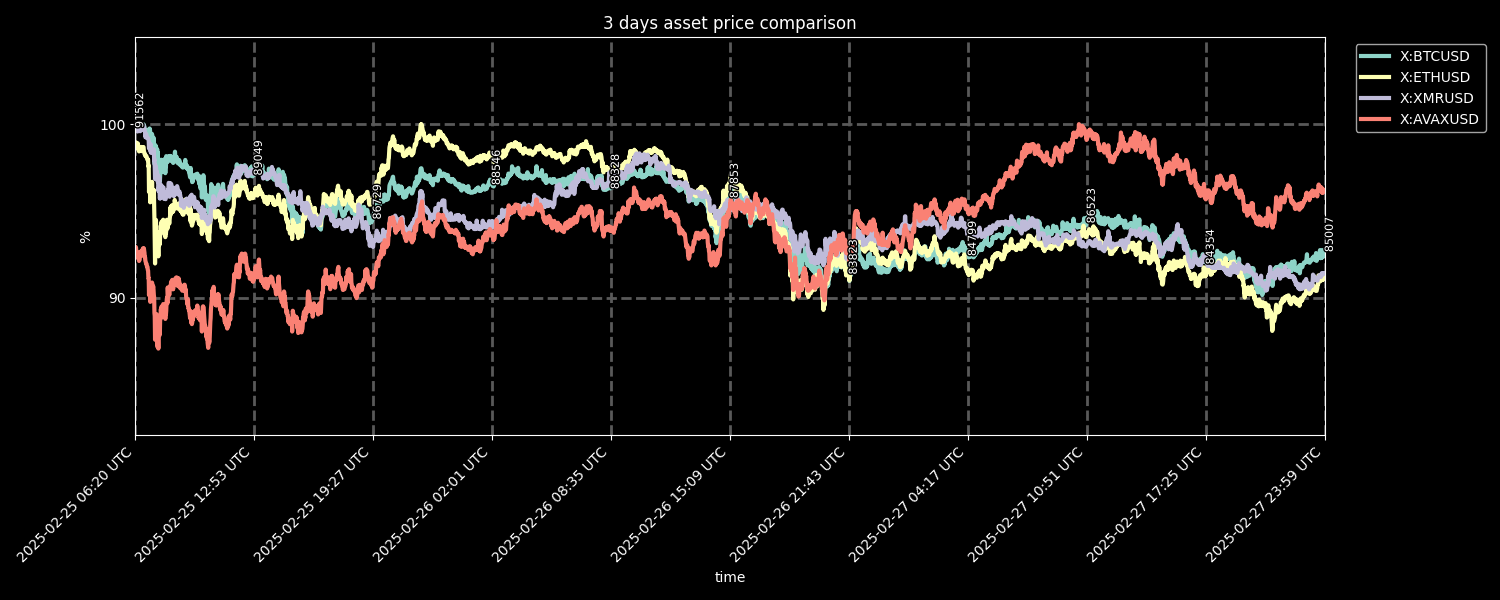 3 days asset price comparison
X:BTCUSD
X:ETHUSD
X:XMRUSD
X:AVAXUSD
100
90
%
91562
89049
86729
88546
88328
87853
83823
84799
86523
84354
85007
2025-02-25 06:20 UTC
2025-02-25 12:53 UTC
2025-02-25 19:27 UTC
2025-02-26 02:01 UTC
2025-02-26 08:35 UTC
2025-02-26 15:09 UTC
2025-02-26 21:43 UTC
2025-02-27 04:17 UTC
2025-02-27 10:51 UTC
2025-02-27 17:25 UTC
2025-02-27 23:59 UTC
time